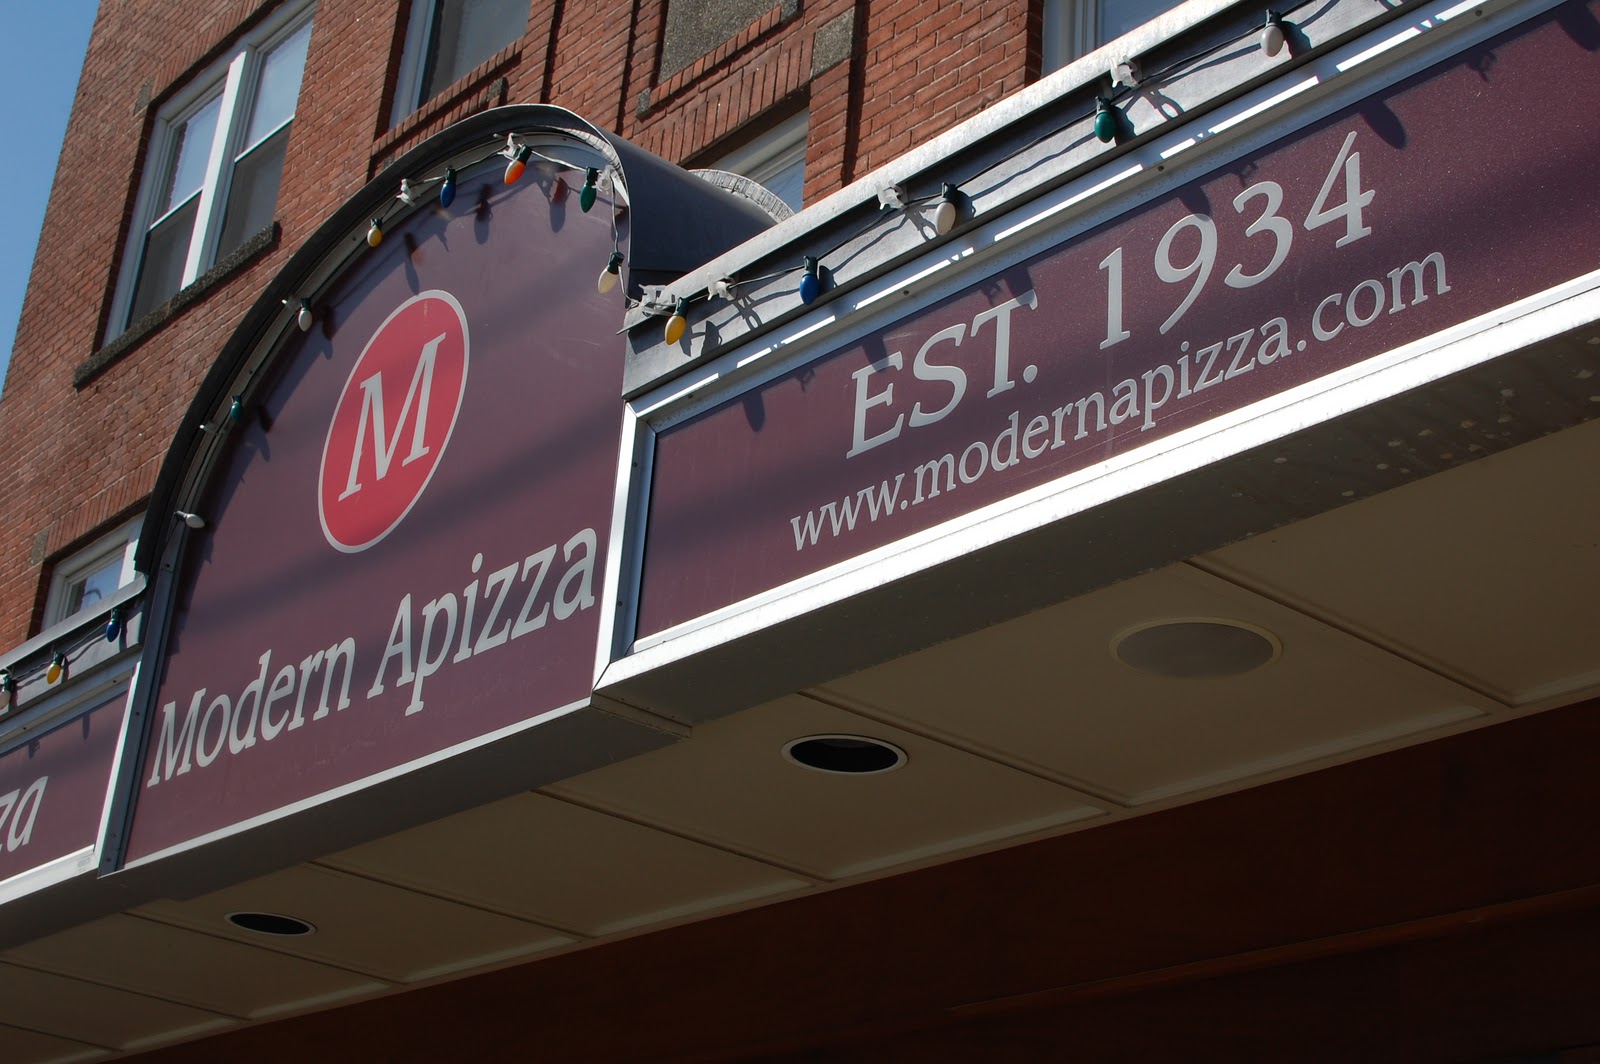 M
Modern Apizza
EST. 1934
www.modernapizza.com